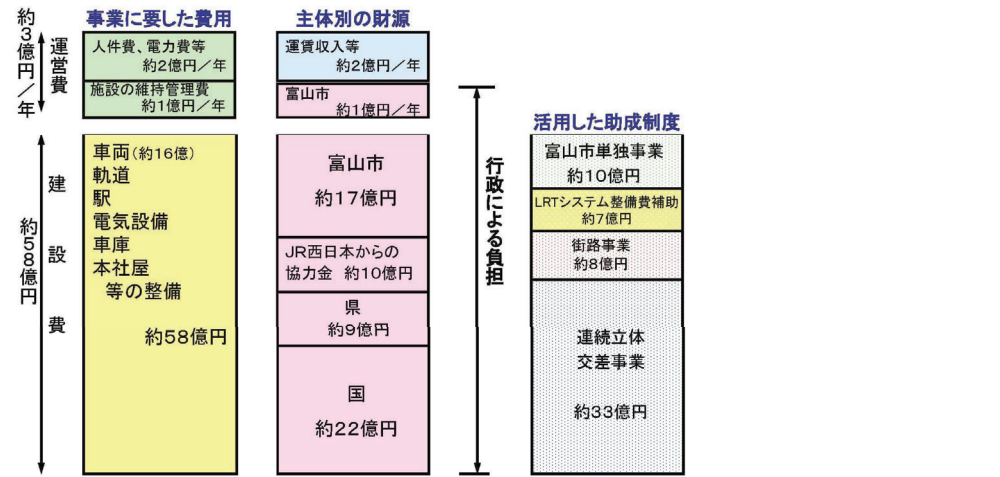 約3億円／年
運営費
事業に要した費用
人件費、電力費等
約2億円／年
施設の維持管理費
約1億円／年
約58億円
建設費
車両(約16億)
軌道
駅
電気設備
車庫
本社屋
等の整備
約58億円
主体別の財源
運賃収入等
約2億円／年
富山市
約1億円／年
富山市
約17億円
JR西日本からの
協力金 約10億円
県
約9億円
国
約22億円
行政による負担
活用した助成制度
富山市単独事業
約10億円
LRTシステム整備費補助
約7億円
街路事業
約8億円
連続立体
交差事業
約33億円